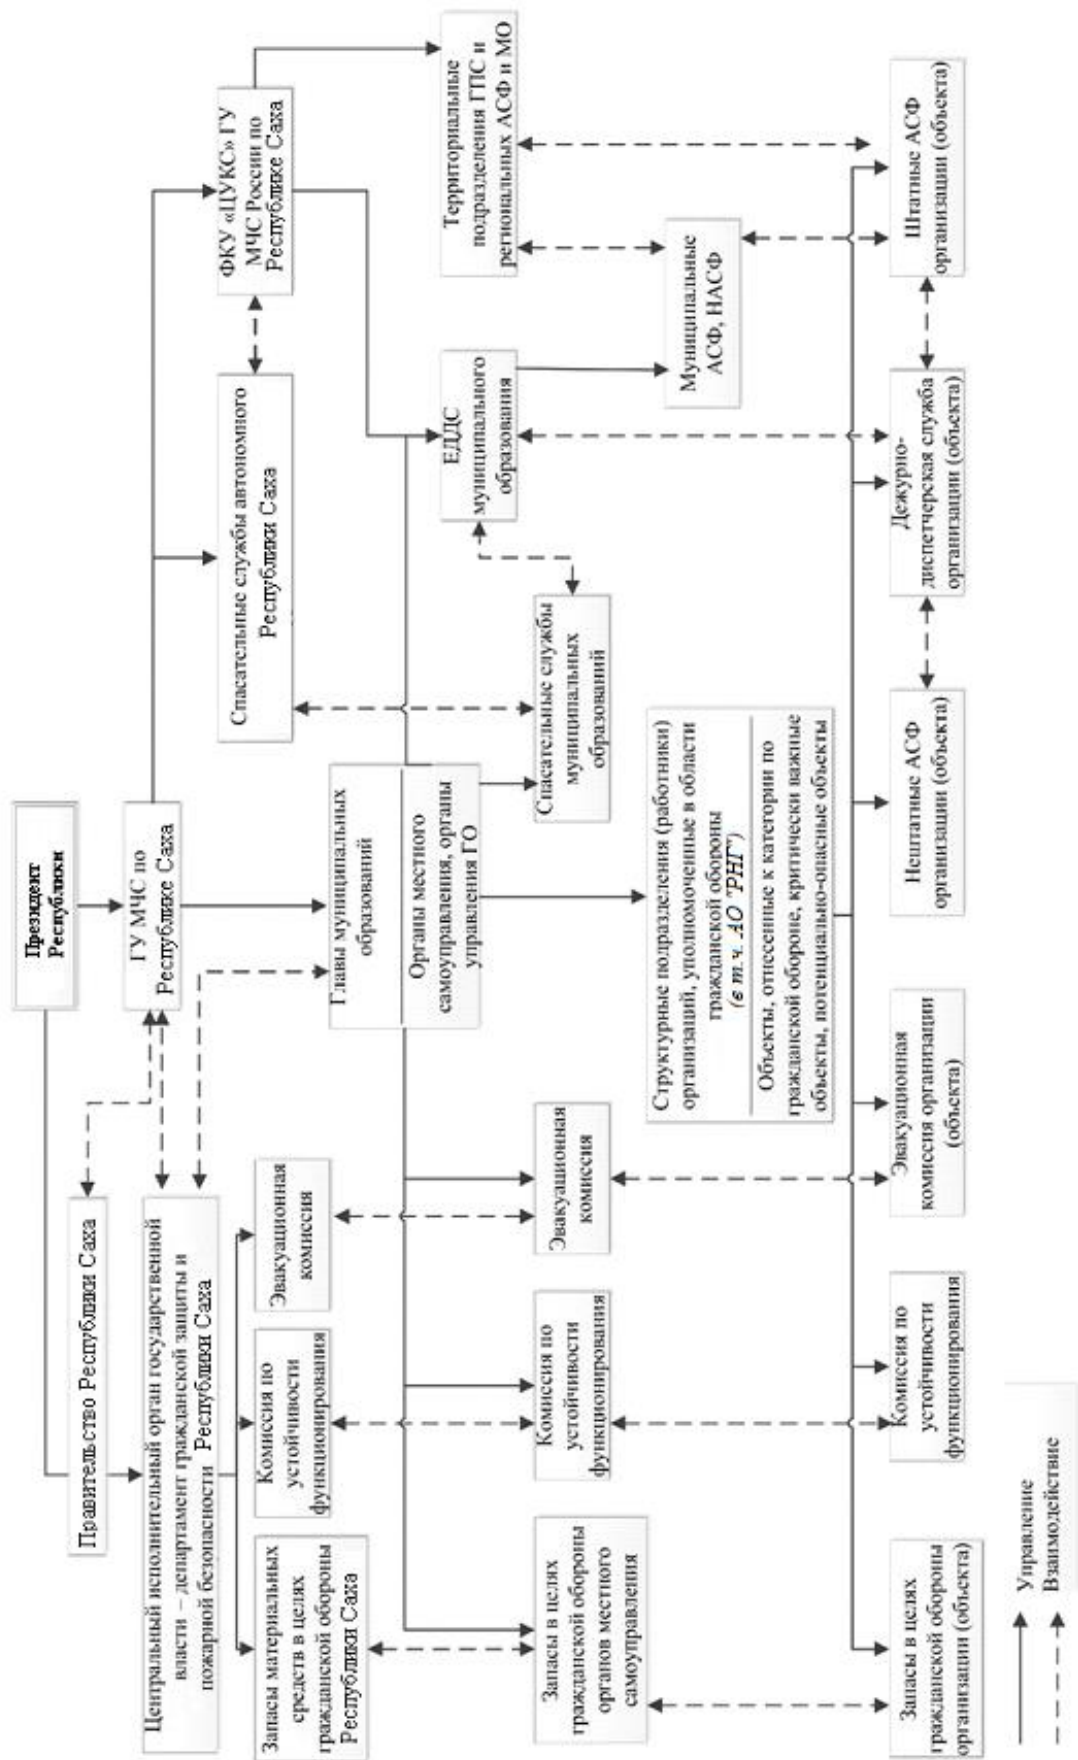 Президент
Республики
Правительство Республики Саха
ГУ МЧС по
Республике Саха
Центральный исполнительный орган государственной
власти – департамент гражданской защиты и
пожарной безопасности Республики Саха
Спасательные службы автономного
Республики Саха
ФКУ «ЦУКС» ГУ
МЧС России по
Республике Саха
Запасы материальных
средств в целях
гражданской обороны
Республики Саха
Комиссия по
устойчивости
функционирования
Эвакуационная
комиссия
Главы муниципальных
образований
Органы местного
самоуправления, органы
управления ГО
ЕДДС
муниципального
образования
Территориальные
подразделения ГПС и
региональных АСФ и МО
Запасы в целях
гражданской обороны
органов местного
самоуправления
Комиссия по
устойчивости
функционирования
Эвакуационная
комиссия
Спасательные службы
муниципальных
образований
Муниципальные
АСФ, НАСФ
Структурные подразделения (работники)
организаций, уполномоченные в области
гражданской обороны
(в т.ч. АО "РНГ")
Объекты, отнесенные к категории по
гражданской обороне, критически важные
объекты, потенциально-опасные объекты
Запасы в целях
гражданской обороны
организации (объекта)
Комиссия по
устойчивости
функционирования
Эвакуационная
комиссия организации
(объекта)
Нештатные АСФ
организации (объекта)
Дежурно-
диспетчерская служба
организации (объекта)
Штатные АСФ
организации (объекта)
Управление
Взаимодействие